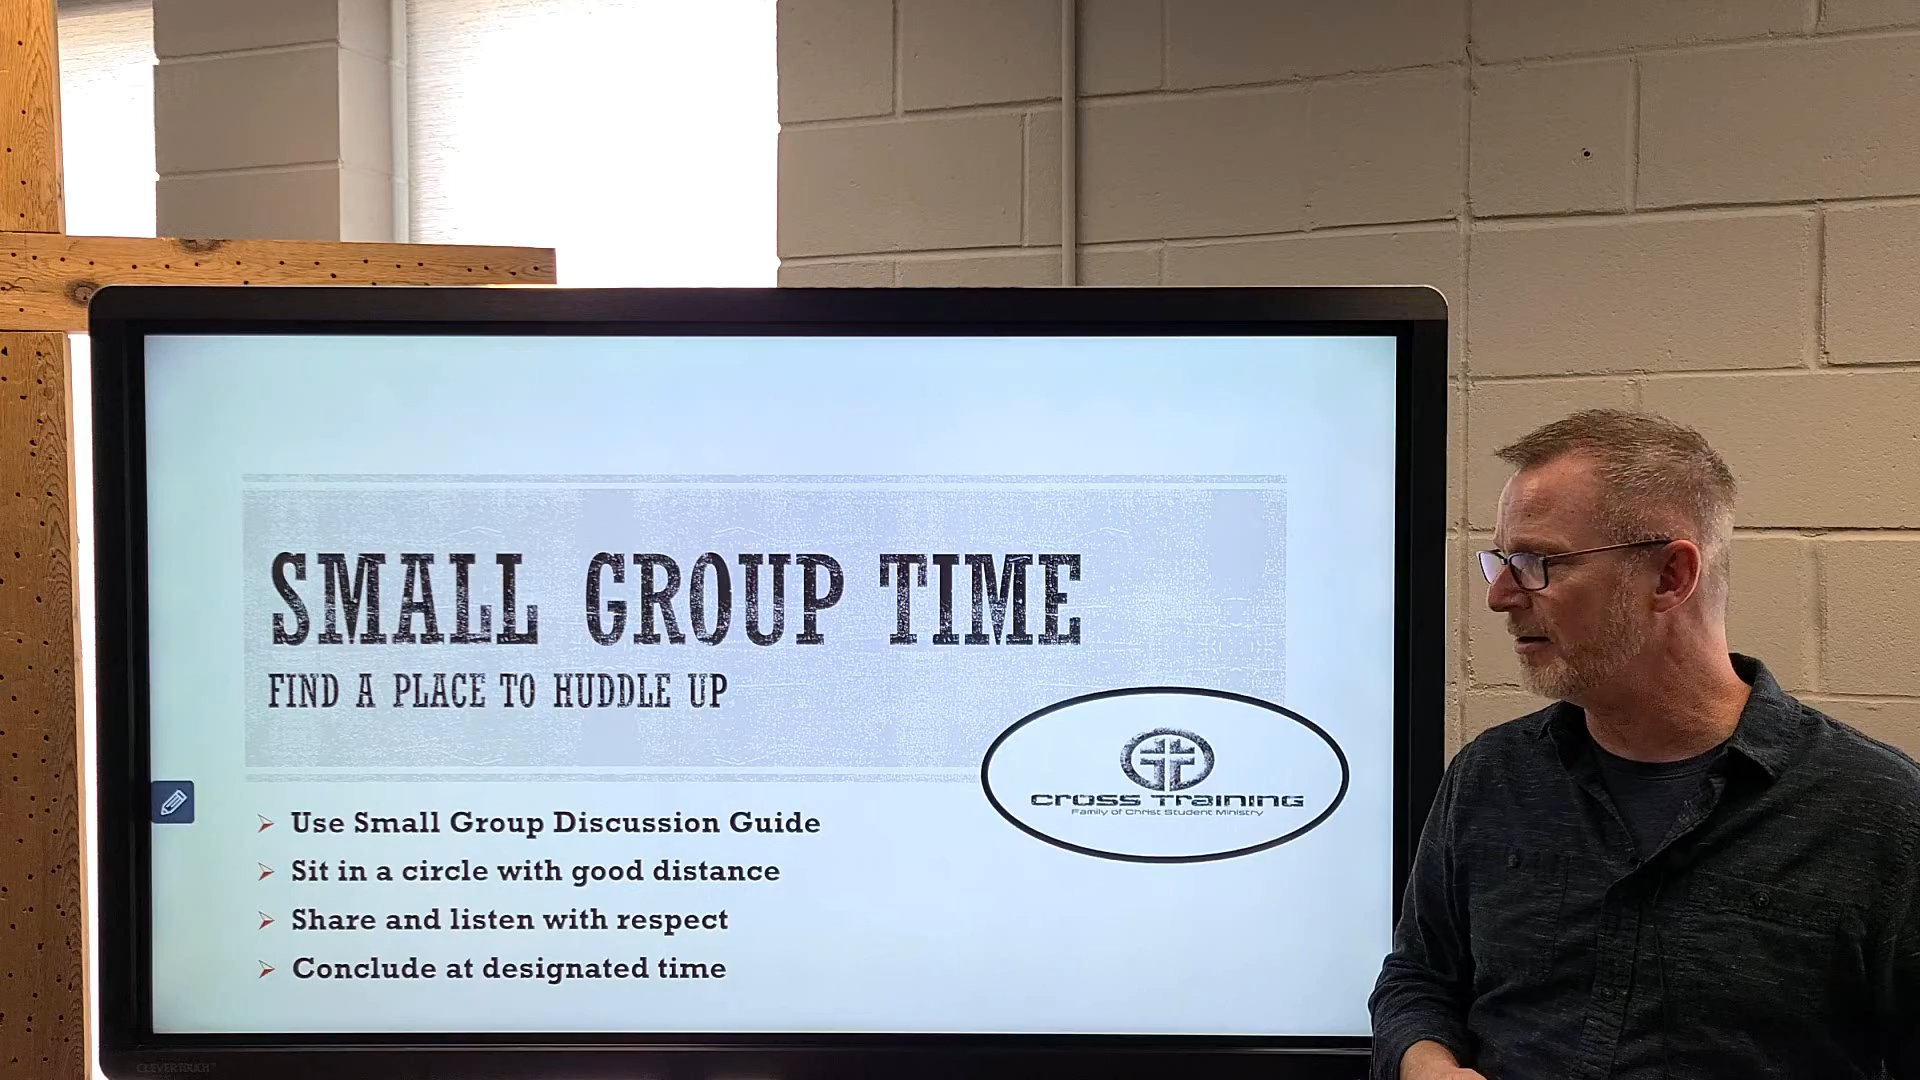 SMALL GROUP TIME
FIND A PLACE TO HUDDLE UP
cross training
Family of Christ Student Ministry
Use Small Group Discussion Guide
Sit in a circle with good distance
Share and listen with respect
Conclude at designated time
CLEVERTOUCH